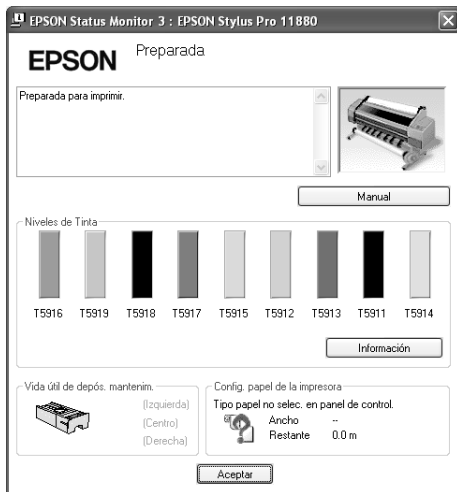 EPSON Status Monitor 3 : EPSON Stylus Pro 11880
EPSON
Preparada
Preparada para imprimir.
Manual
Niveles de Tinta
T5916 T5919 T5918 T5917 T5915 T5912 T5913 T5911 T5914
Información
Vida útil de depós. mantenim.
(Izquierda)
(Centro)
(Derecha)
Config. papel de la impresora
Tipo papel no selec. en panel de control.
Ancho --
Restante 0.0 m
Aceptar